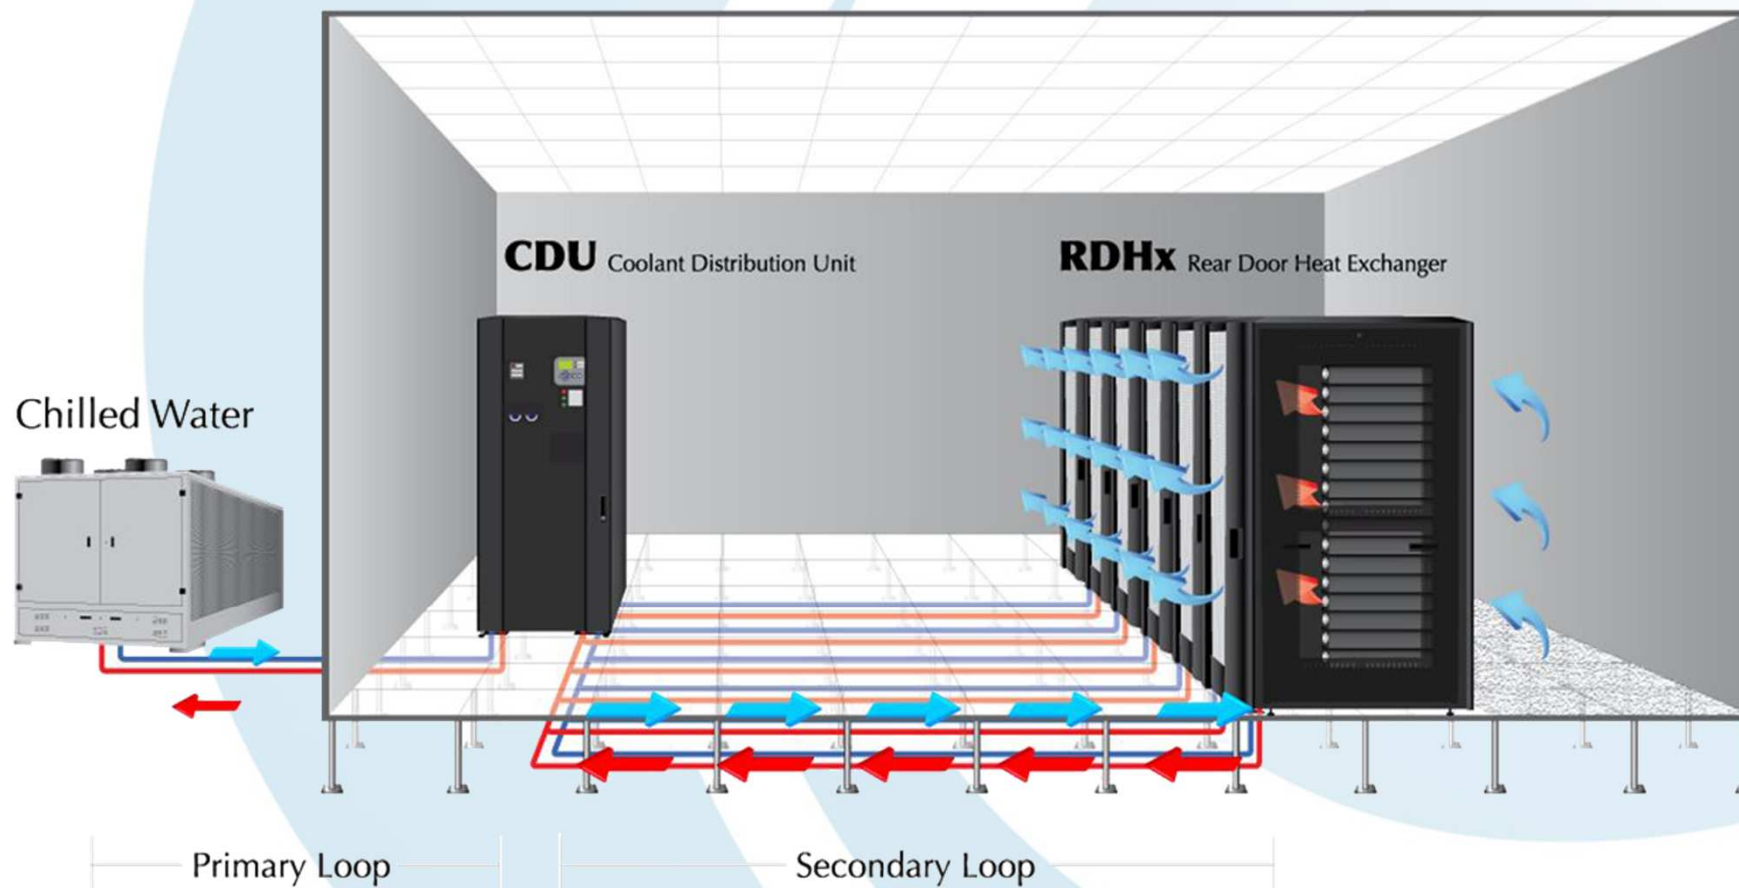 CDU Coolant Distribution Unit
RDHx Rear Door Heat Exchanger
Chilled Water
Primary Loop
Secondary Loop